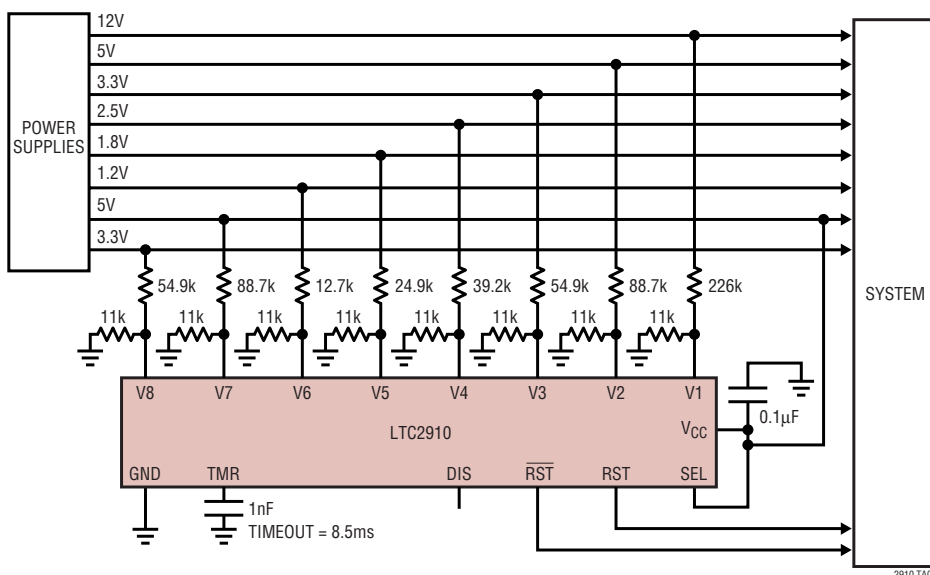 12V
5V
3.3V
2.5V
1.8V
1.2V
5V
3.3V
POWER
SUPPLIES
SYSTEM
54.9k 88.7k 12.7k 24.9k 39.2k 54.9k 88.7k 226k
11k 11k 11k 11k 11k 11k 11k 11k
V8 V7 V6 V5 V4 V3 V2 V1
0.1µF
LTC2910
VCC
GND TMR DIS RST RST SEL
1nF
TIMEOUT = 8.5ms